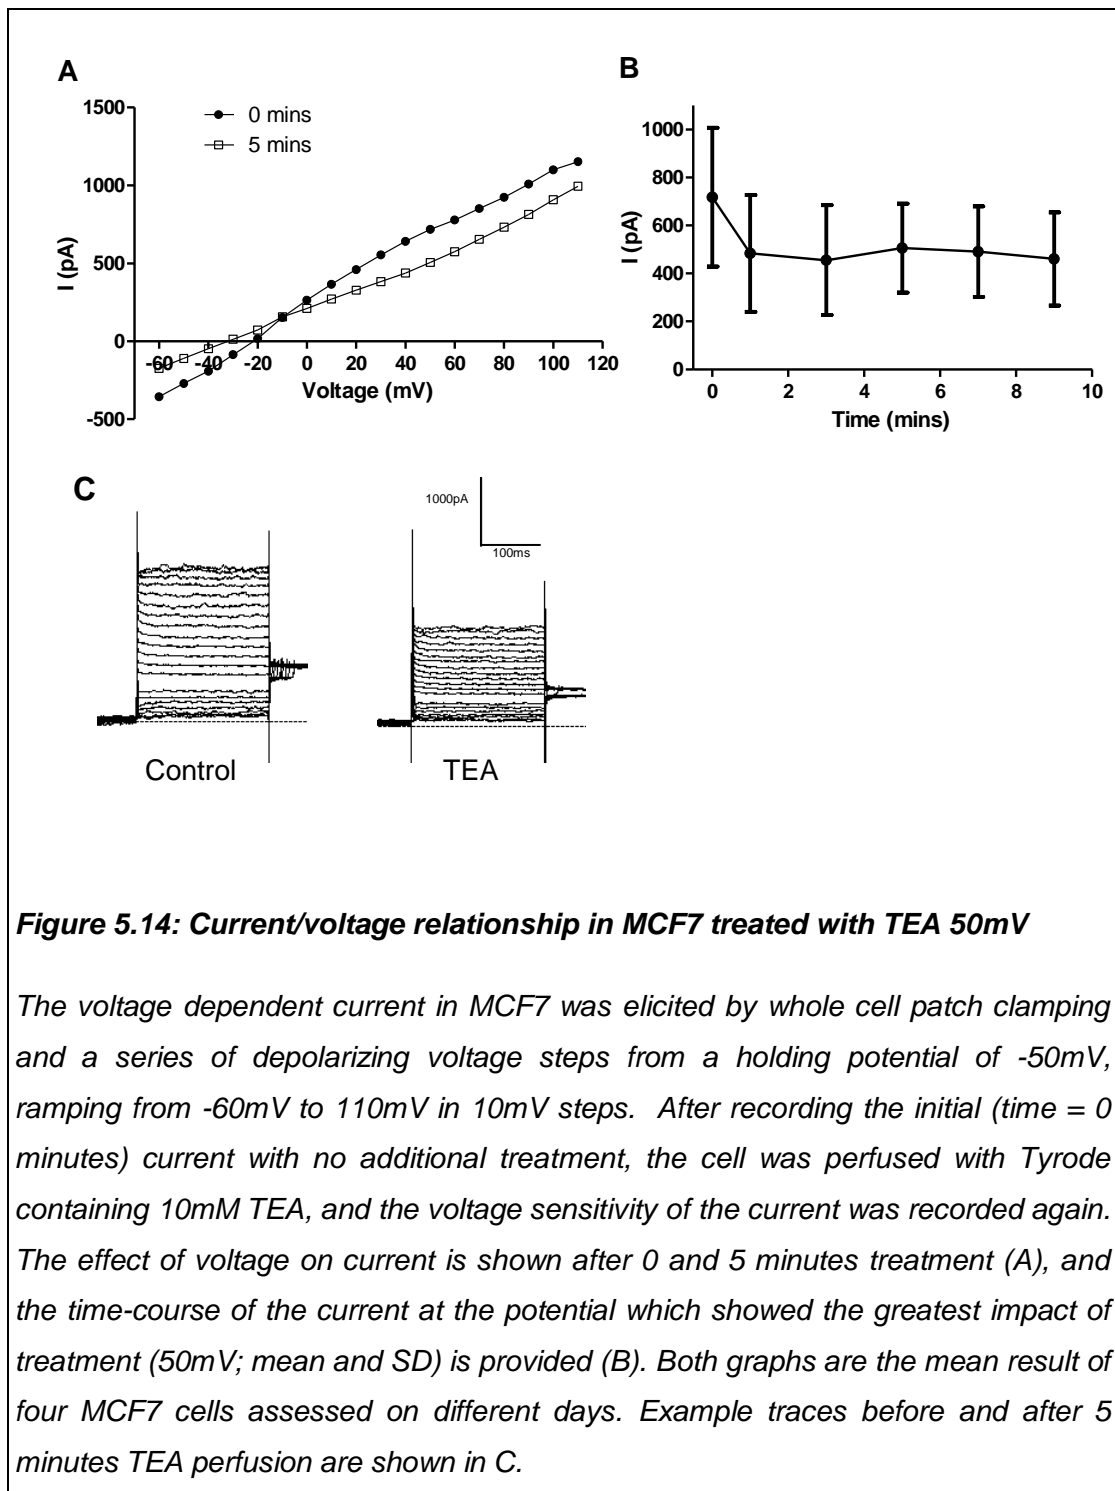 A
0 mins
5 mins
1500
1000
500
0
-500
I (pA)
-60 -40 -20 0 20 40 60 80 100 120
Voltage (mV)
B
1000
800
600
400
200
0
I (pA)
0 2 4 6 8 10
Time (mins)
C
1000pA
100ms
Control
TEA
Figure 5.14: Current/voltage relationship in MCF7 treated with TEA 50mV
The voltage dependent current in MCF7 was elicited by whole cell patch clamping
and a series of depolarizing voltage steps from a holding potential of -50mV,
ramping from -60mV to 110mV in 10mV steps. After recording the initial (time = 0
minutes) current with no additional treatment, the cell was perfused with Tyrode
containing 10mM TEA, and the voltage sensitivity of the current was recorded again.
The effect of voltage on current is shown after 0 and 5 minutes treatment (A), and
the time-course of the current at the potential which showed the greatest impact of
treatment (50mV; mean and SD) is provided (B). Both graphs are the mean result of
four MCF7 cells assessed on different days. Example traces before and after 5
minutes TEA perfusion are shown in C.